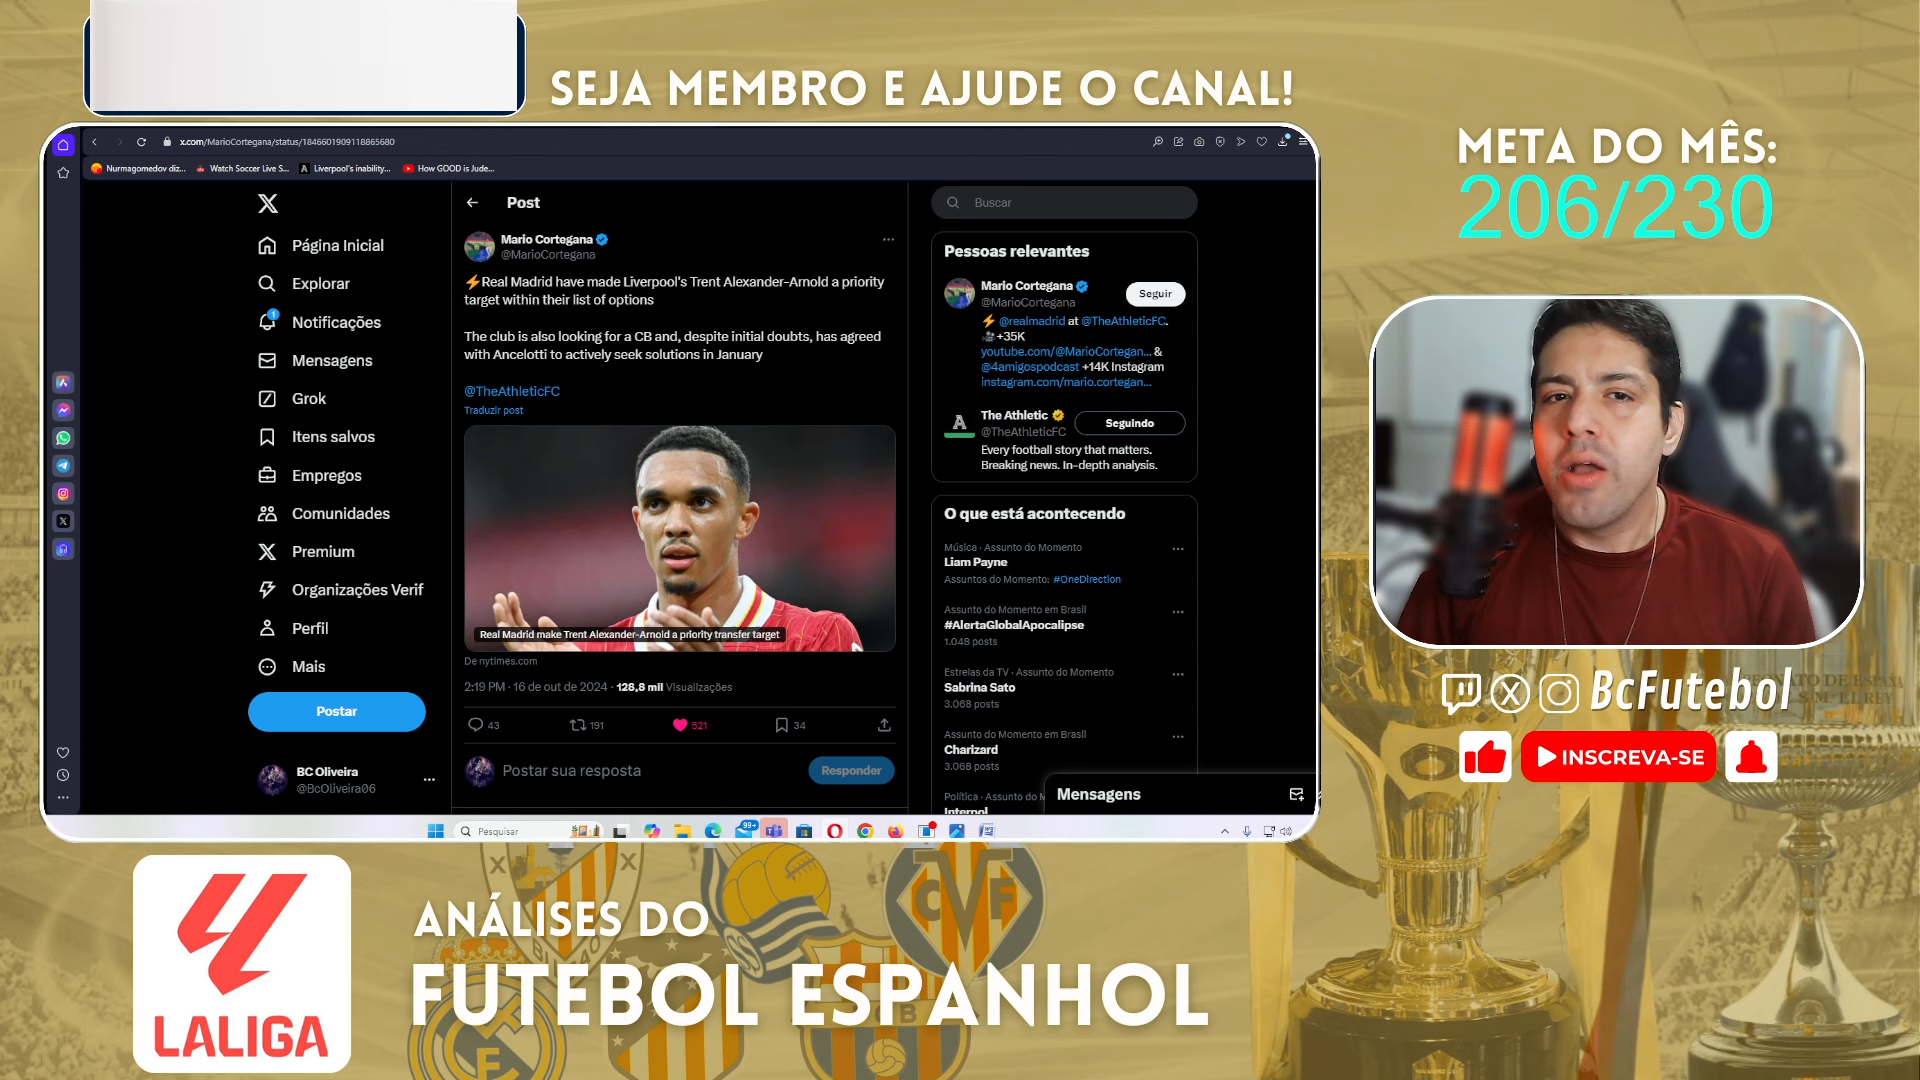 SEJA MEMBRO E AJUDE O CANAL!
META DO MÊS:
206/230
x.com/MarioCortegana/status/1846601909118865680
Nurmagomedov diz...
Watch Soccer Live S...
Liverpool's inability...
How GOOD is Jude...
Página Inicial
Explorar
1
Notificações
Mensagens
Grok
Itens salvos
Empregos
Comunidades
Premium
Organizações Verif
Perfil
Mais
Postar
BC Oliveira
@BcOliveira06
Post
Mario Cortegana
@MarioCortegana
⚡Real Madrid have made Liverpool's Trent Alexander-Arnold a priority
target within their list of options
The club is also looking for a CB and, despite initial doubts, has agreed
with Ancelotti to actively seek solutions in January
@TheAthleticFC
Traduzir post
Real Madrid make Trent Alexander-Arnold a priority transfer target
De nytimes.com
2:19 PM · 16 de out de 2024 · 128,8 mil Visualizações
43
191
521
34
Postar sua resposta
Responder
Buscar
Pessoas relevantes
Mario Cortegana
@MarioCortegana
Seguir
⚡ @realmadrid at @TheAthleticFC.
🎥+35K
youtube.com/@MarioCortegan... &
@4amigospodcast +14K Instagram
instagram.com/mario.cortegan...
The Athletic
@TheAthleticFC
Seguindo
Every football story that matters.
Breaking news. In-depth analysis.
O que está acontecendo
Música · Assunto do Momento
Liam Payne
Assuntos do Momento: #OneDirection
Assunto do Momento em Brasil
#AlertaGlobalApocalipse
1.048 posts
Estrelas da TV · Assunto do Momento
Sabrina Sato
3.068 posts
Assunto do Momento em Brasil
Charizard
3.068 posts
Política · Assunto do M
Interpol
Mensagens
Pesquisar
99+
BcFutebol
INSCREVA-SE
LALIGA
ANÁLISES DO
FUTEBOL ESPANHOL